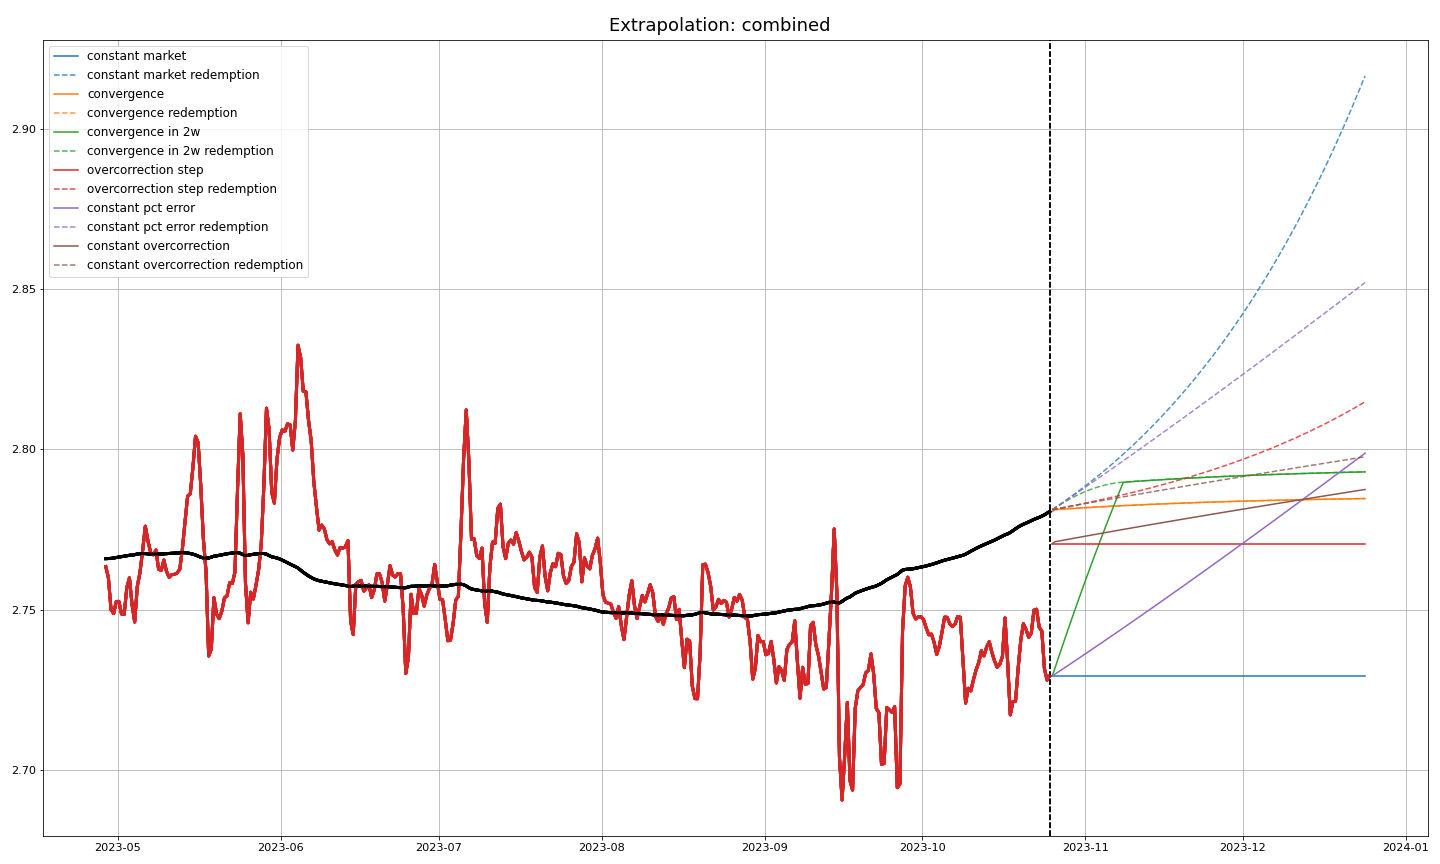 Extrapolation: combined
constant market
constant market redemption
convergence
convergence redemption
convergence in 2w
convergence in 2w redemption
overcorrection step
overcorrection step redemption
constant pct error
constant pct error redemption
constant overcorrection
constant overcorrection redemption
2.90
2.85
2.80
2.75
2.70
2023-05 2023-06 2023-07 2023-08 2023-09 2023-10 2023-11 2023-12 2024-01